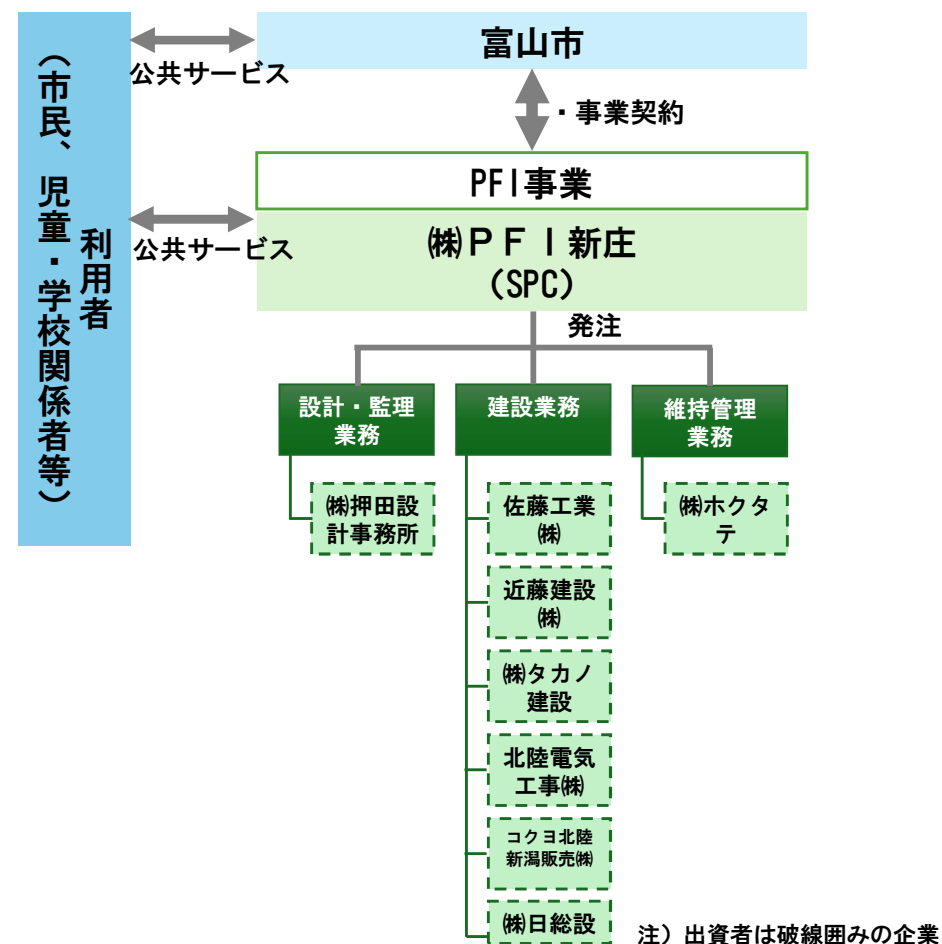 富山市
公共サービス
・事業契約
PFI事業
㈱ＰＦＩ新庄
（SPC）
公共サービス
利用者
（市民、児童・学校関係者等）
発注
設計・監理
業務
建設業務
維持管理
業務
㈱押田設
計事務所
佐藤工業
㈱
近藤建設
㈱
㈱タカノ
建設
北陸電気
工事㈱
コクヨ北陸
新潟販売㈱
㈱日総設
㈱ホクタ
テ
注）出資者は破線囲みの企業